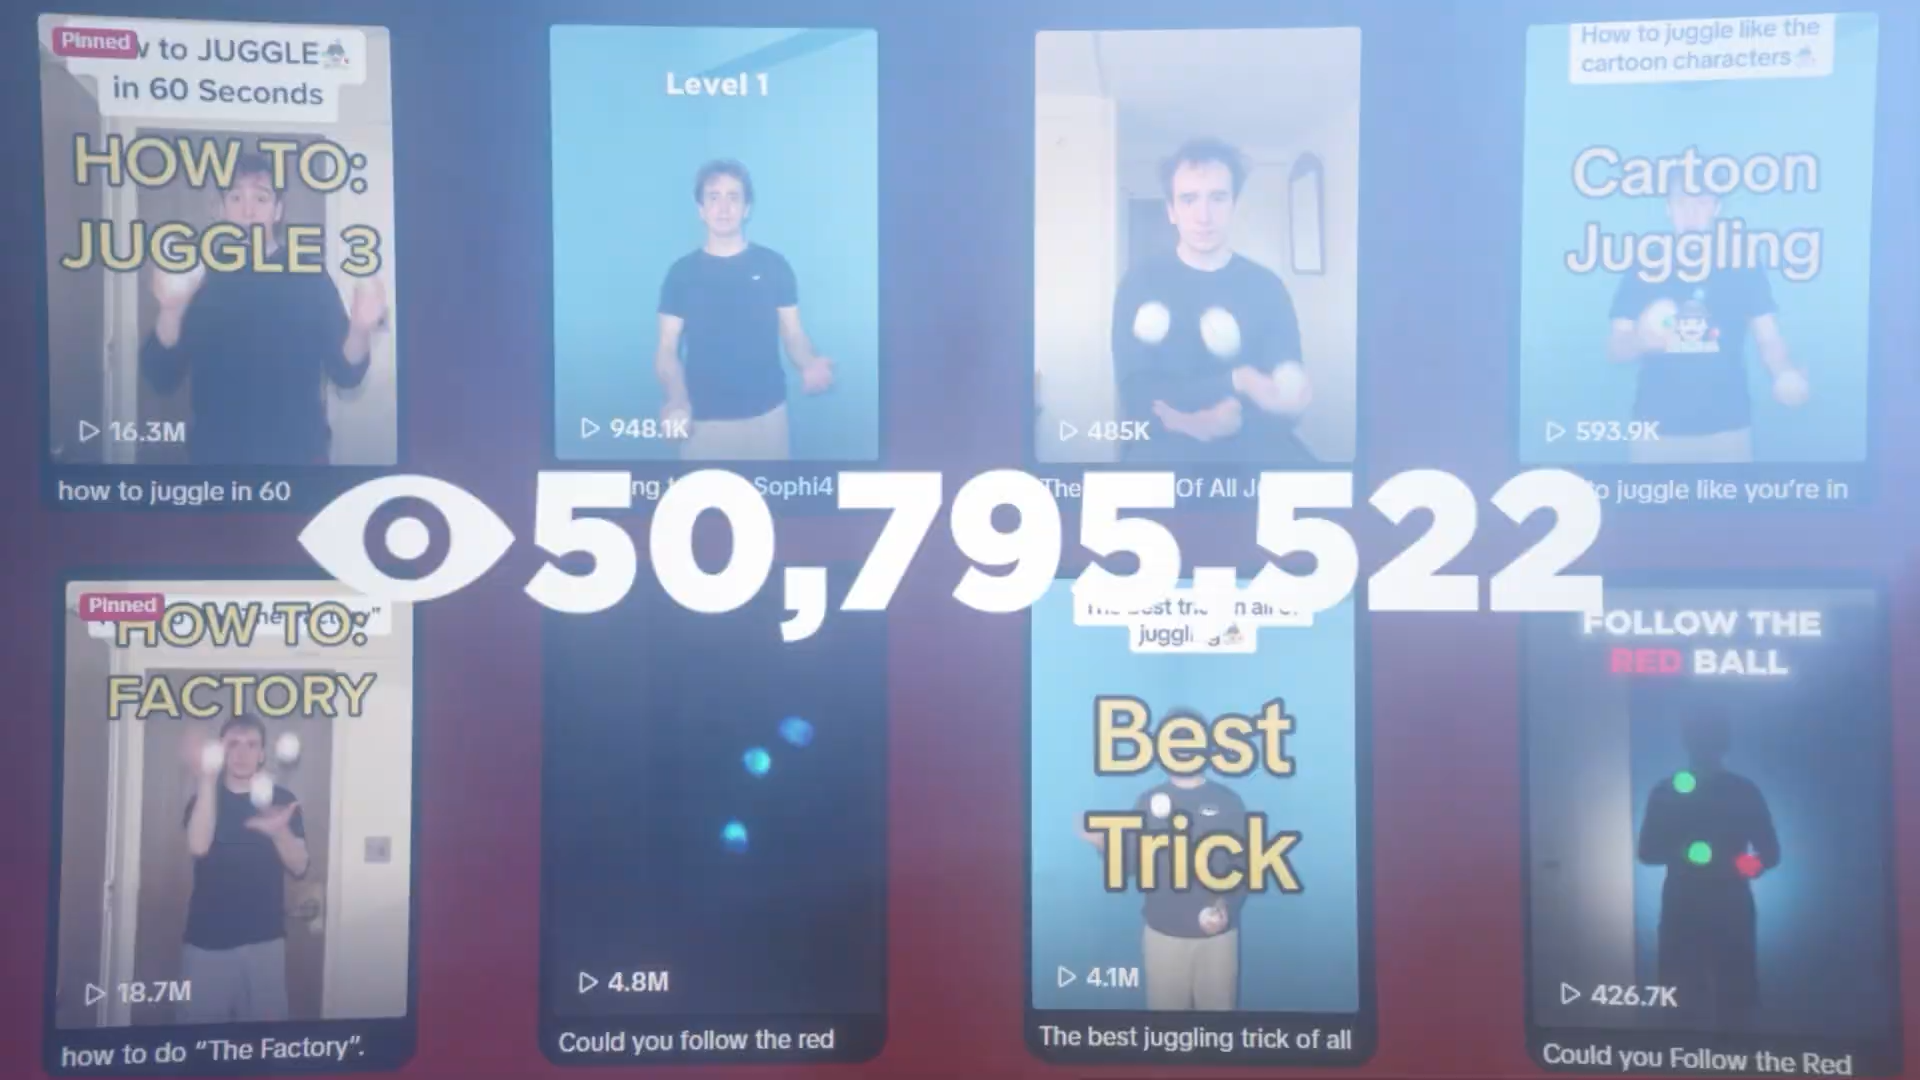 Pinned
w to JUGGLE
in 60 Seconds
HOW TO:
JUGGLE 3
16.3M
how to juggle in 60
Level 1
948.1K
Sophi4
485K
The
Of All
How to juggle like the
cartoon characters
Cartoon
Juggling
593.9K
juggle like you're in
50,795,522
Pinned
HOW TO:
FACTORY
18.7M
how to do “The Factory”.
4.8M
Could you follow the red
juggling
Best
Trick
4.1M
The best juggling trick of all
FOLLOW THE
RED BALL
426.7K
Could you Follow the Red